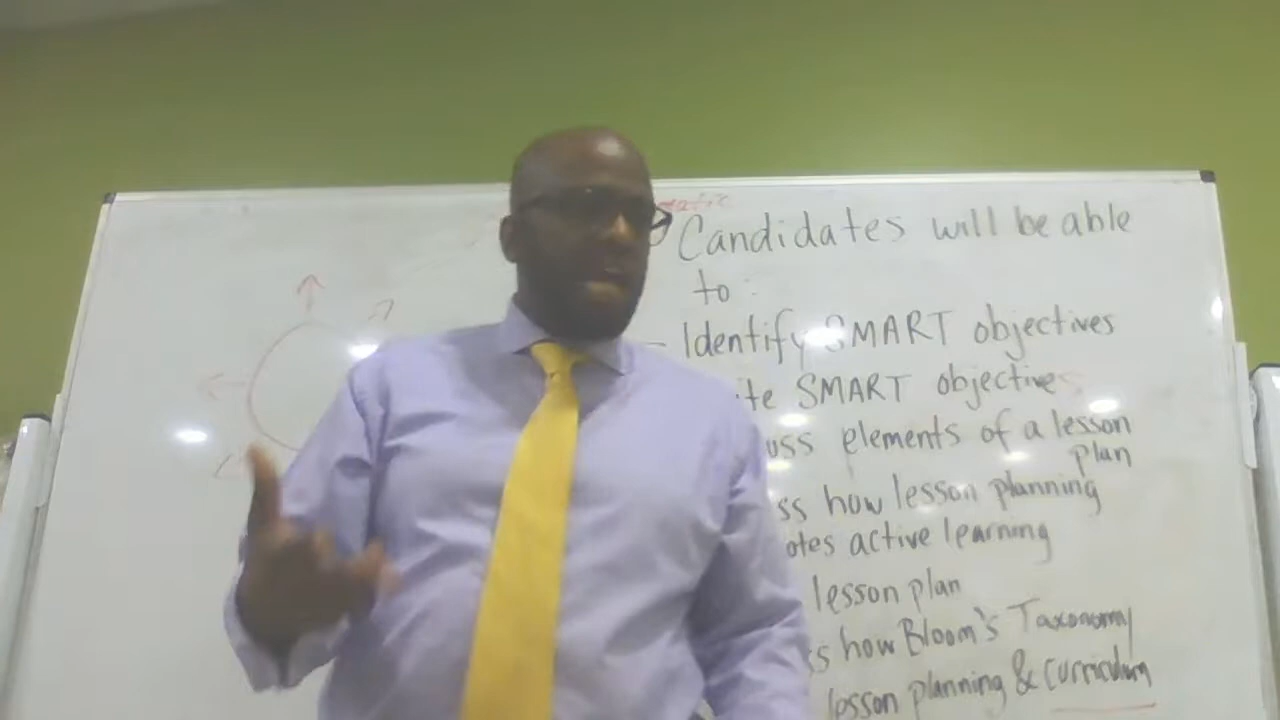 Candidates will be able
to:
- Identify SMART objectives
SMART objectives
elements of a lesson
plan
how lesson planning
active learning
lesson plan
how Bloom's Taxonomy
lesson planning & curriculum